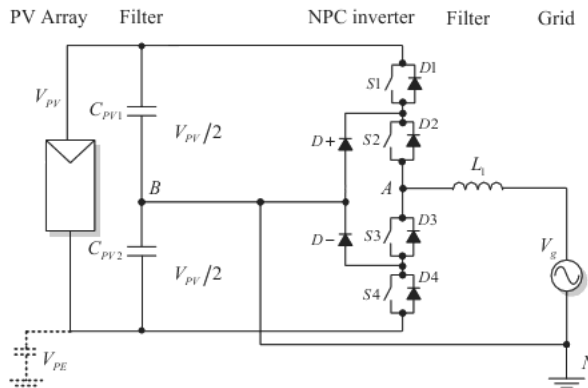 PV Array Filter NPC inverter Filter Grid
S1 D1
V_PV C_PV1 V_PV/2 D+ S2 D2
B A L_1
C_PV2 V_PV/2 D− S3 D3 V_g
S4 D4
V_PE N